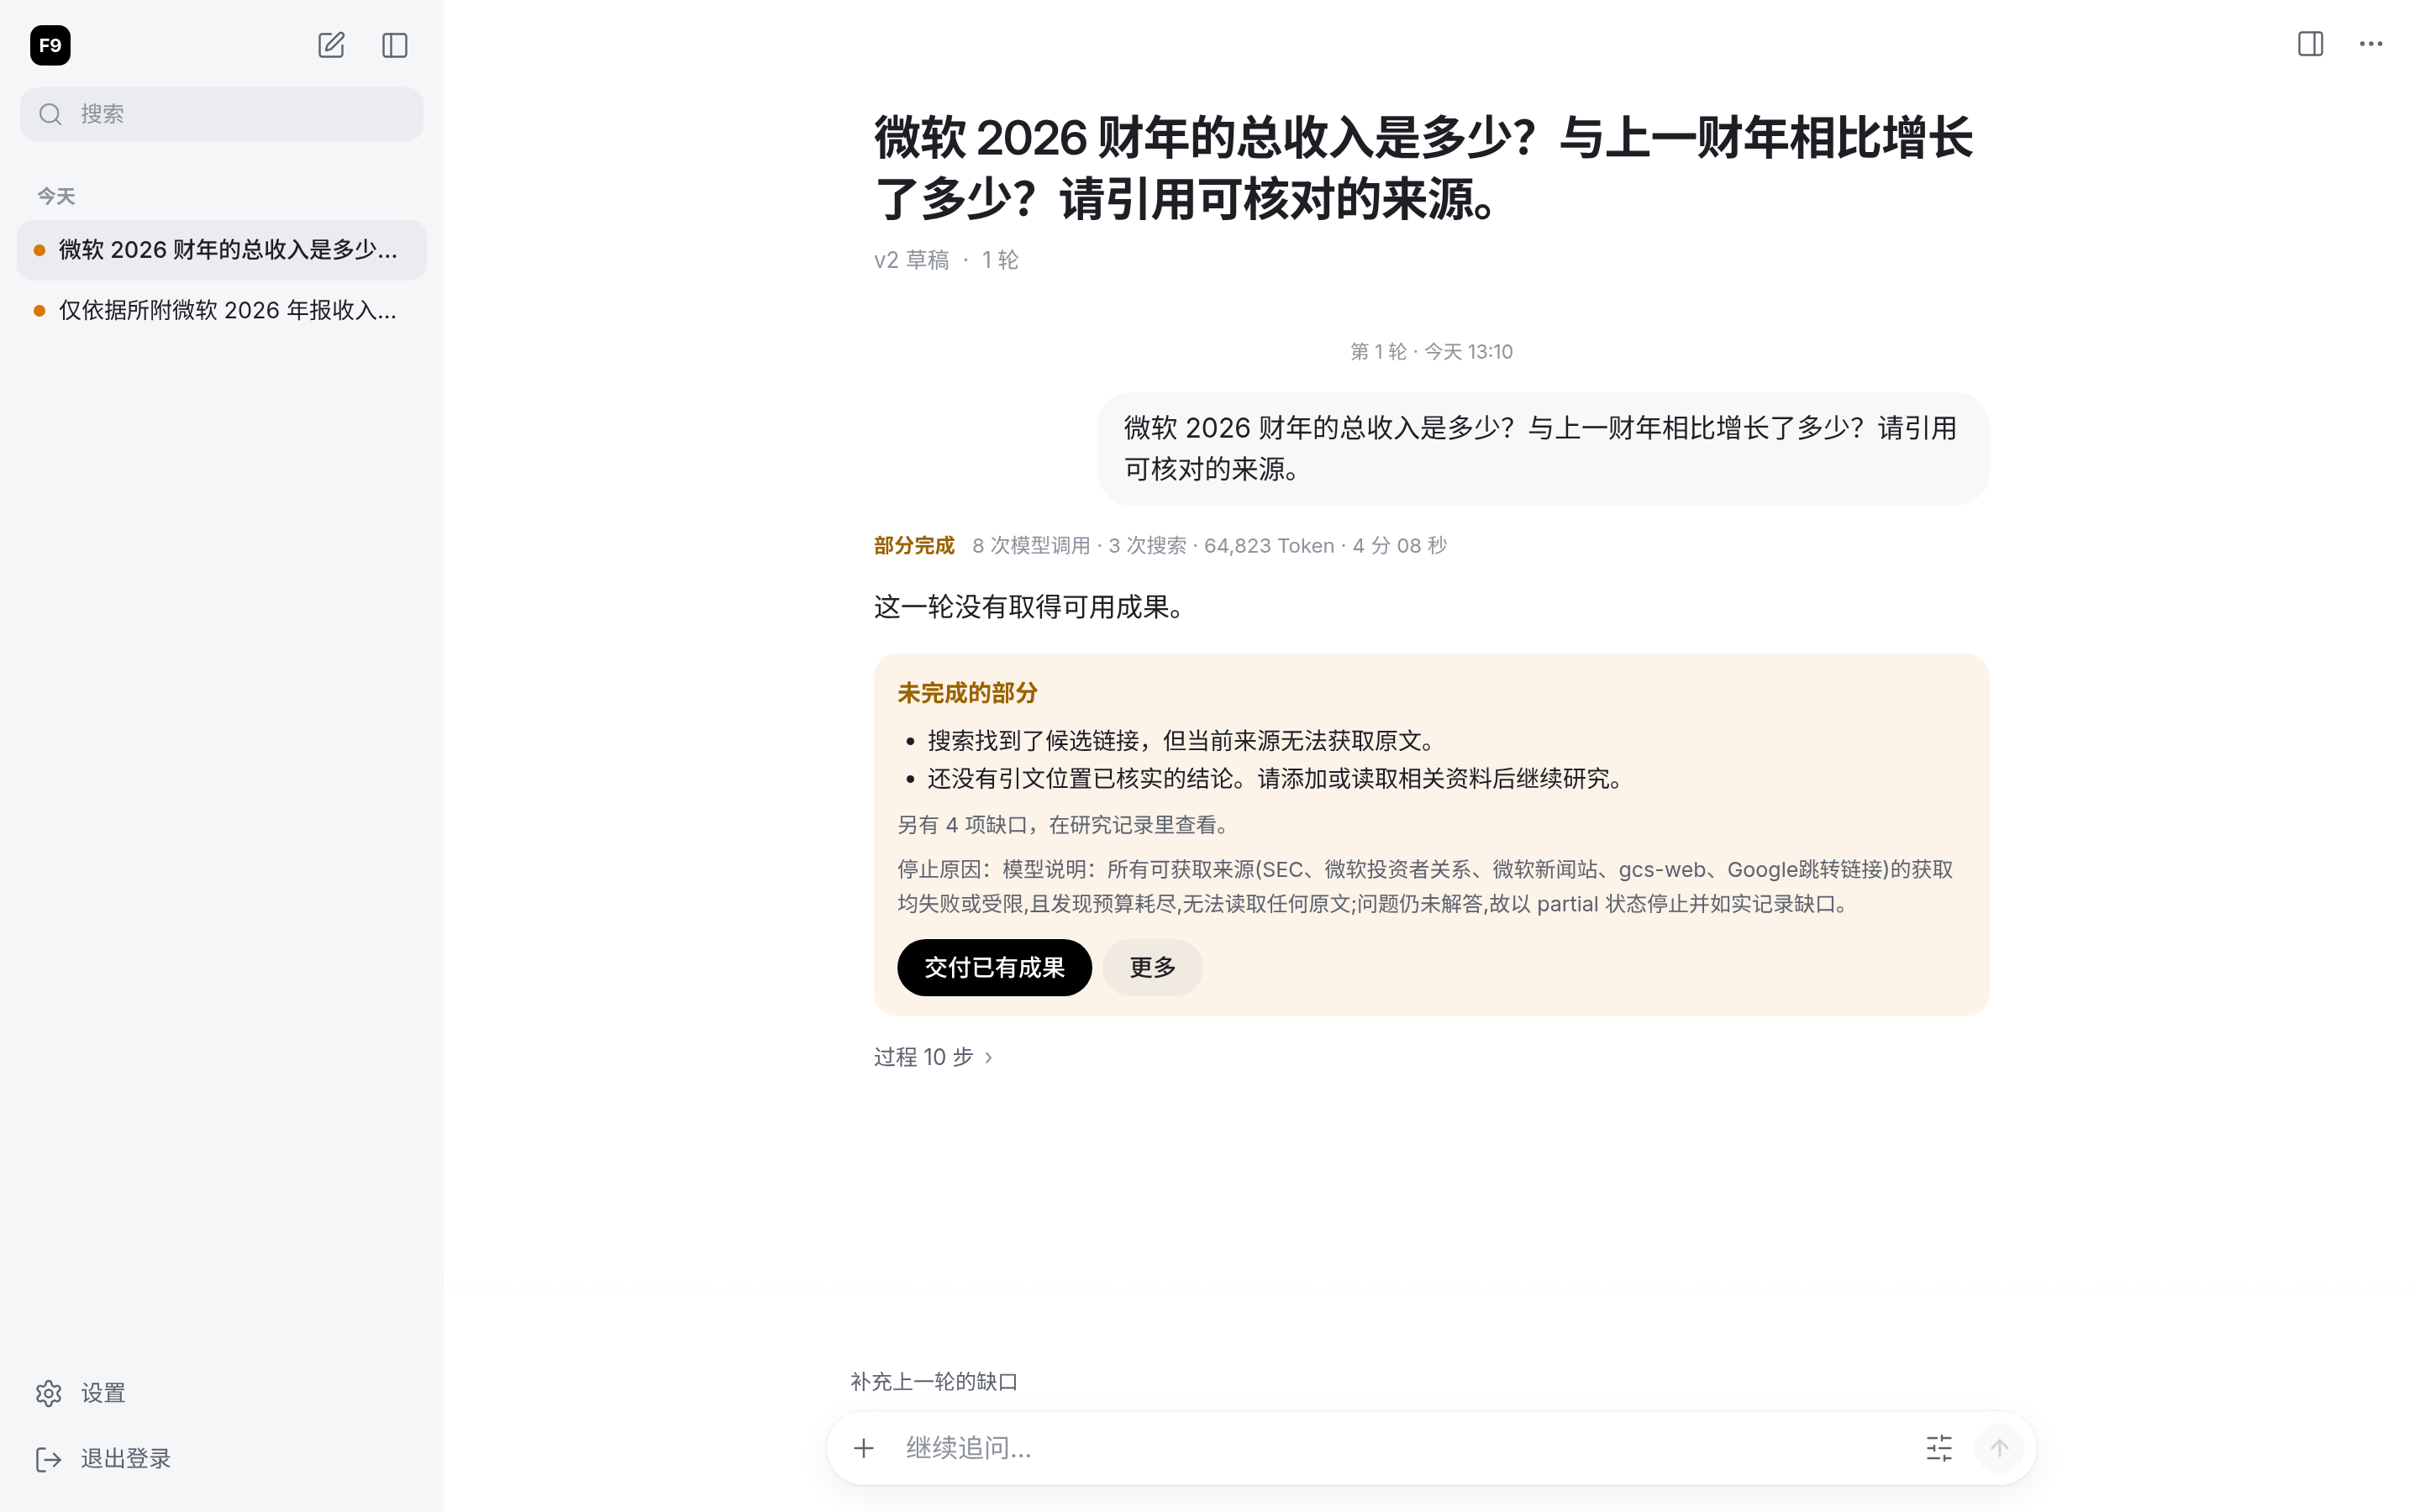 F9
搜索
今天
微软 2026 财年的总收入是多少...
仅依据所附微软 2026 年报收入...
设置
退出登录
微软 2026 财年的总收入是多少？与上一财年相比增长
了多少？请引用可核对的来源。
v2 草稿 · 1 轮
第 1 轮 · 今天 13:10
微软 2026 财年的总收入是多少？与上一财年相比增长了多少？请引用
可核对的来源。
部分完成 8 次模型调用 · 3 次搜索 · 64,823 Token · 4 分 08 秒
这一轮没有取得可用成果。
未完成的部分
• 搜索找到了候选链接，但当前来源无法获取原文。
• 还没有引文位置已核实的结论。请添加或读取相关资料后继续研究。
另有 4 项缺口，在研究记录里查看。
停止原因：模型说明：所有可获取来源(SEC、微软投资者关系、微软新闻站、gcs-web、Google跳转链接)的获取
均失败或受限,且发现预算耗尽,无法读取任何原文;问题仍未解答,故以 partial 状态停止并如实记录缺口。
交付已有成果 更多
过程 10 步 ›
补充上一轮的缺口
继续追问...